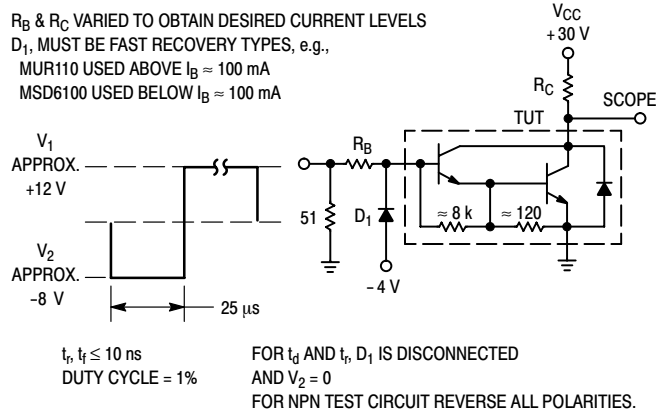 R_B & R_C VARIED TO OBTAIN DESIRED CURRENT LEVELS
D_1, MUST BE FAST RECOVERY TYPES, e.g.,
MUR110 USED ABOVE I_B ≈ 100 mA
MSD6100 USED BELOW I_B ≈ 100 mA
V_CC
+30 V
R_C
SCOPE
TUT
V_1
APPROX.
+12 V
R_B
51
D_1
≈ 8 k
≈ 120
V_2
APPROX.
-8 V
-4 V
25 μs
t_r, t_f ≤ 10 ns
DUTY CYCLE = 1%
FOR t_d AND t_r, D_1 IS DISCONNECTED
AND V_2 = 0
FOR NPN TEST CIRCUIT REVERSE ALL POLARITIES.